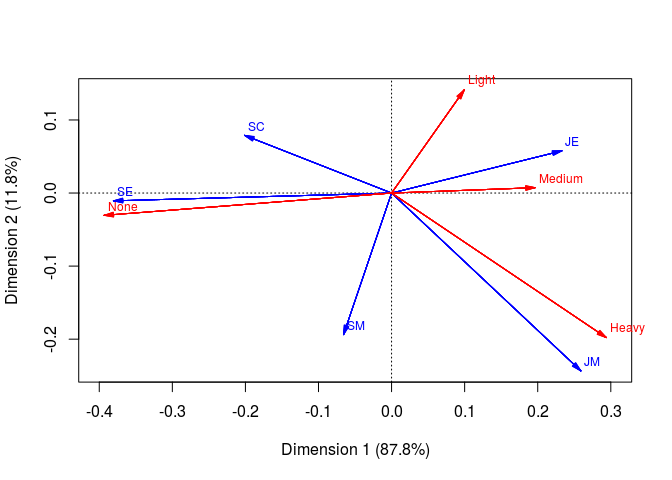 Light
SC
JE
Medium
SE
None
SM
Heavy
JM
0.1
0.0
-0.1
-0.2
Dimension 2 (11.8%)
-0.4 -0.3 -0.2 -0.1 0.0 0.1 0.2 0.3
Dimension 1 (87.8%)